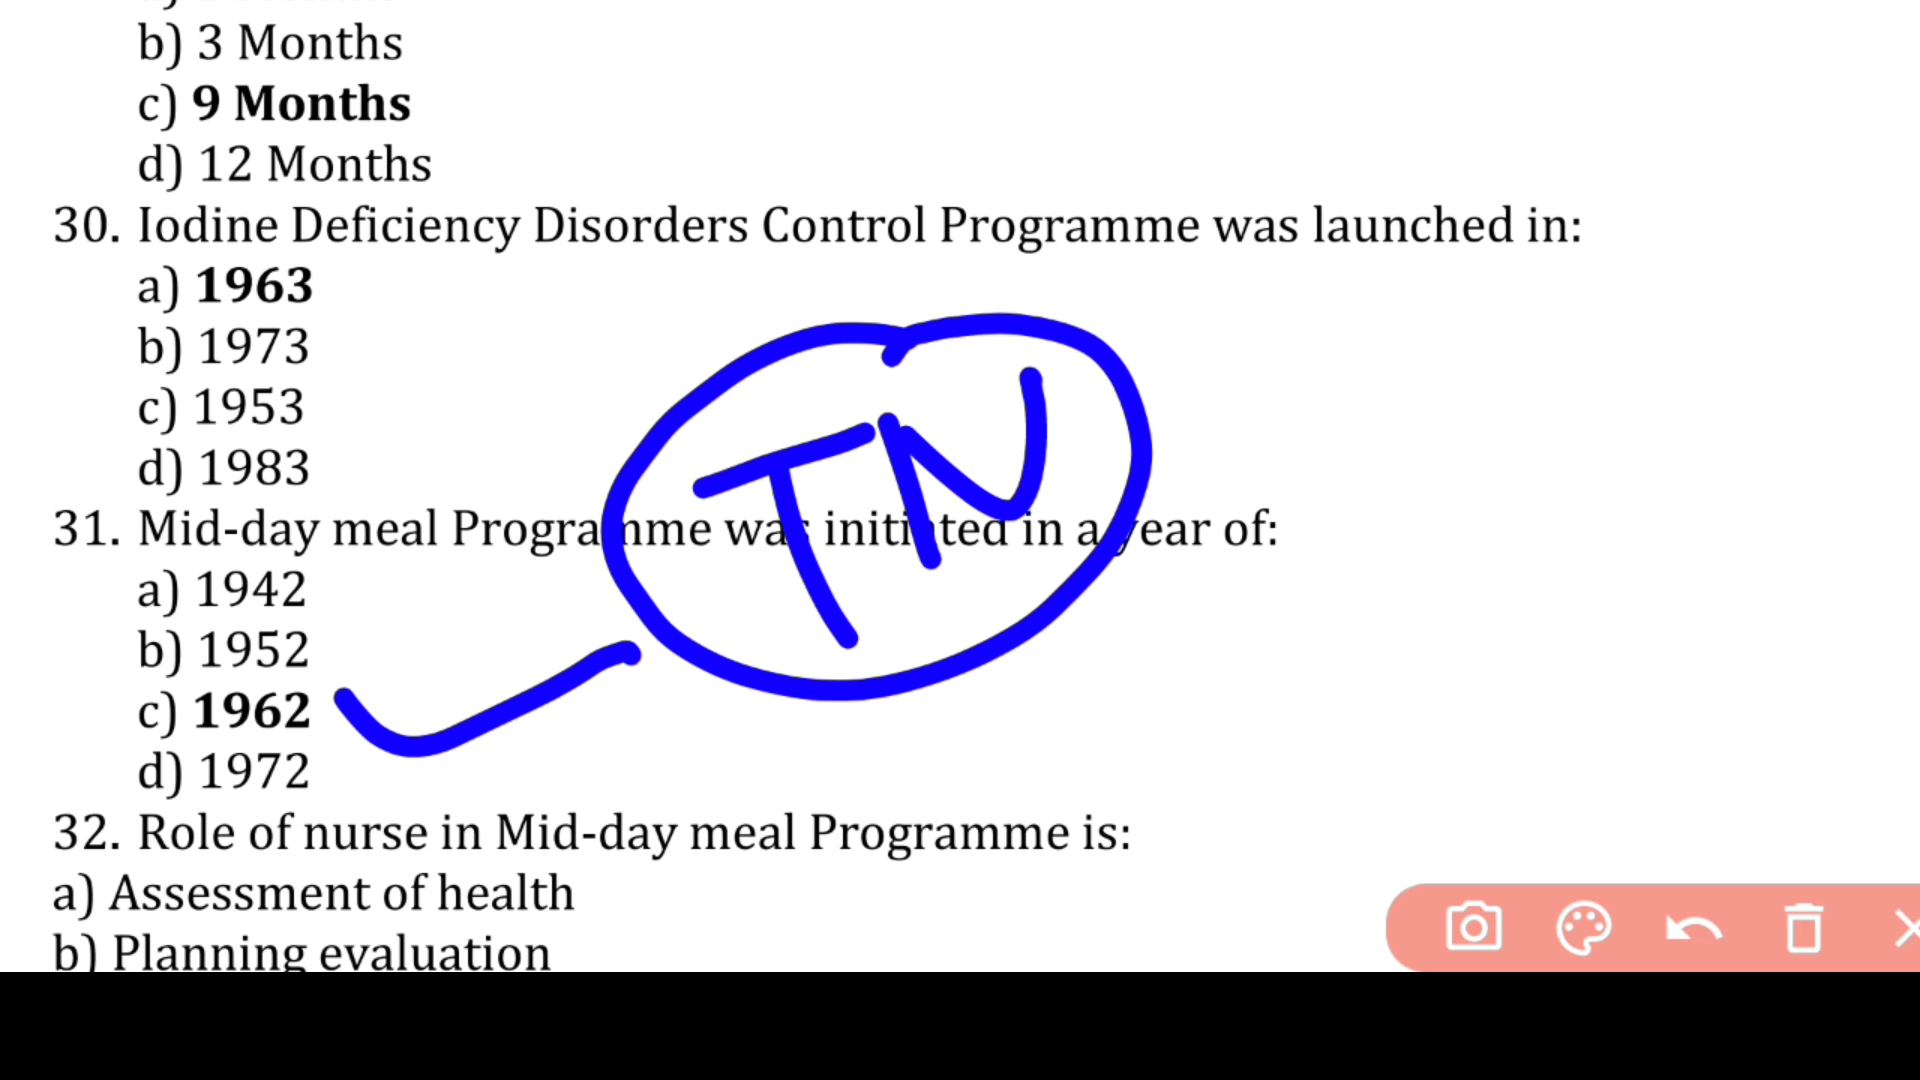 b) 3 Months
c) 9 Months
d) 12 Months
30. Iodine Deficiency Disorders Control Programme was launched in:
a) 1963
b) 1973
c) 1953
d) 1983
TN
31. Mid-day meal Programme was initiated in a year of:
a) 1942
b) 1952
c) 1962
d) 1972
32. Role of nurse in Mid-day meal Programme is:
a) Assessment of health
b) Planning evaluation